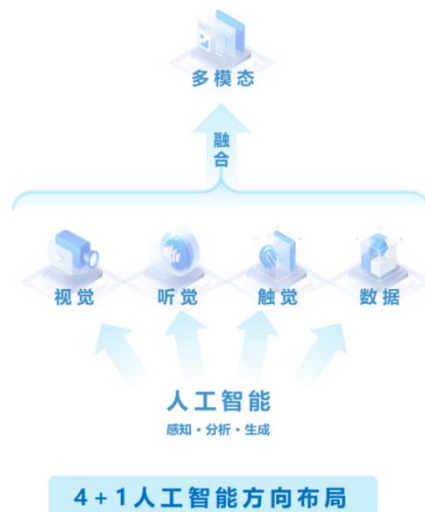 多模态
融
合
视觉
听觉
触觉
数据
人工智能
感知·分析·生成
4+1人工智能方向布局